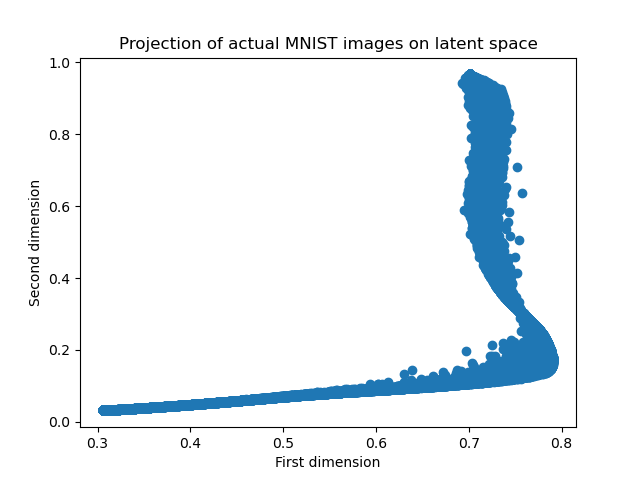 Projection of actual MNIST images on latent space
1.0
0.8
0.6
0.4
0.2
0.0
Second dimension
0.3 0.4 0.5 0.6 0.7 0.8
First dimension